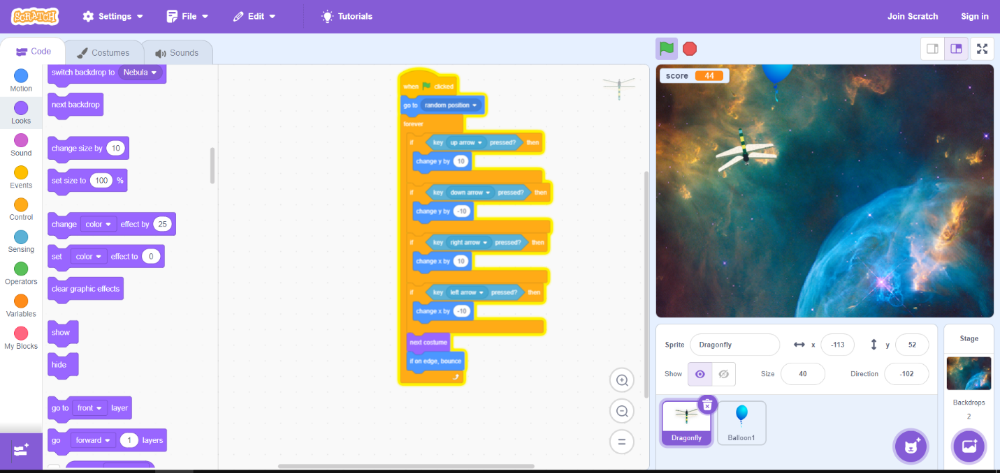 SCRATCH Settings File Edit Tutorials Join Scratch Sign in
Code Costumes Sounds
Motion
Looks
Sound
Events
Control
Sensing
Operators
Variables
My Blocks
switch backdrop to Nebula
next backdrop
change size by 10
set size to 100 %
change color effect by 25
set color effect to 0
clear graphic effects
show
hide
go to front layer
go forward 1 layers
when clicked
go to random position
forever
if key up arrow pressed? then
change y by 10
if key down arrow pressed? then
change y by -10
if key right arrow pressed? then
change x by 10
if key left arrow pressed? then
change x by -10
next costume
if on edge, bounce
score 44
Sprite Dragonfly x -113 y 52
Show Size 40 Direction -102
Dragonfly
Balloon1
Stage
Backdrops
2